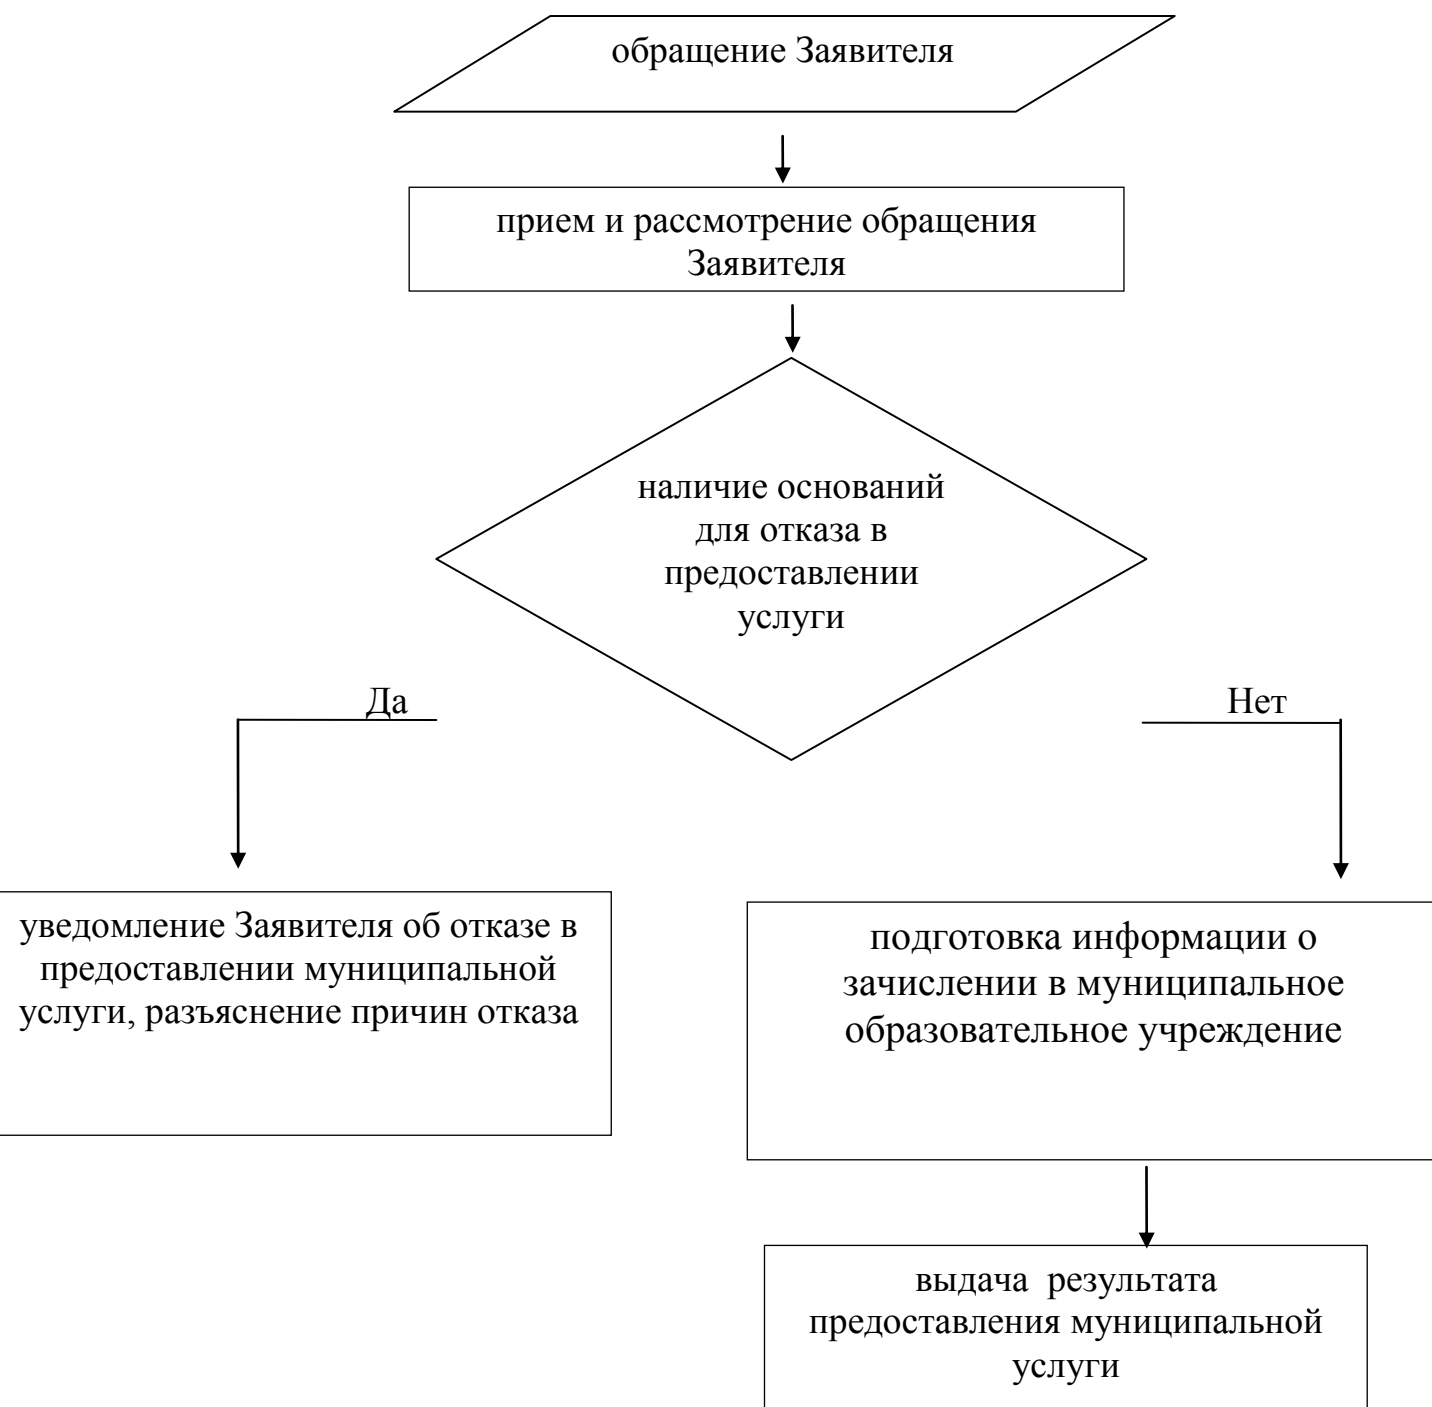 обращение Заявителя
прием и рассмотрение обращения
Заявителя
наличие оснований
для отказа в
предоставлении
услуги
Да
Нет
уведомление Заявителя об отказе в
предоставлении муниципальной
услуги, разъяснение причин отказа
подготовка информации о
зачислении в муниципальное
образовательное учреждение
выдача  результата
предоставления муниципальной
услуги